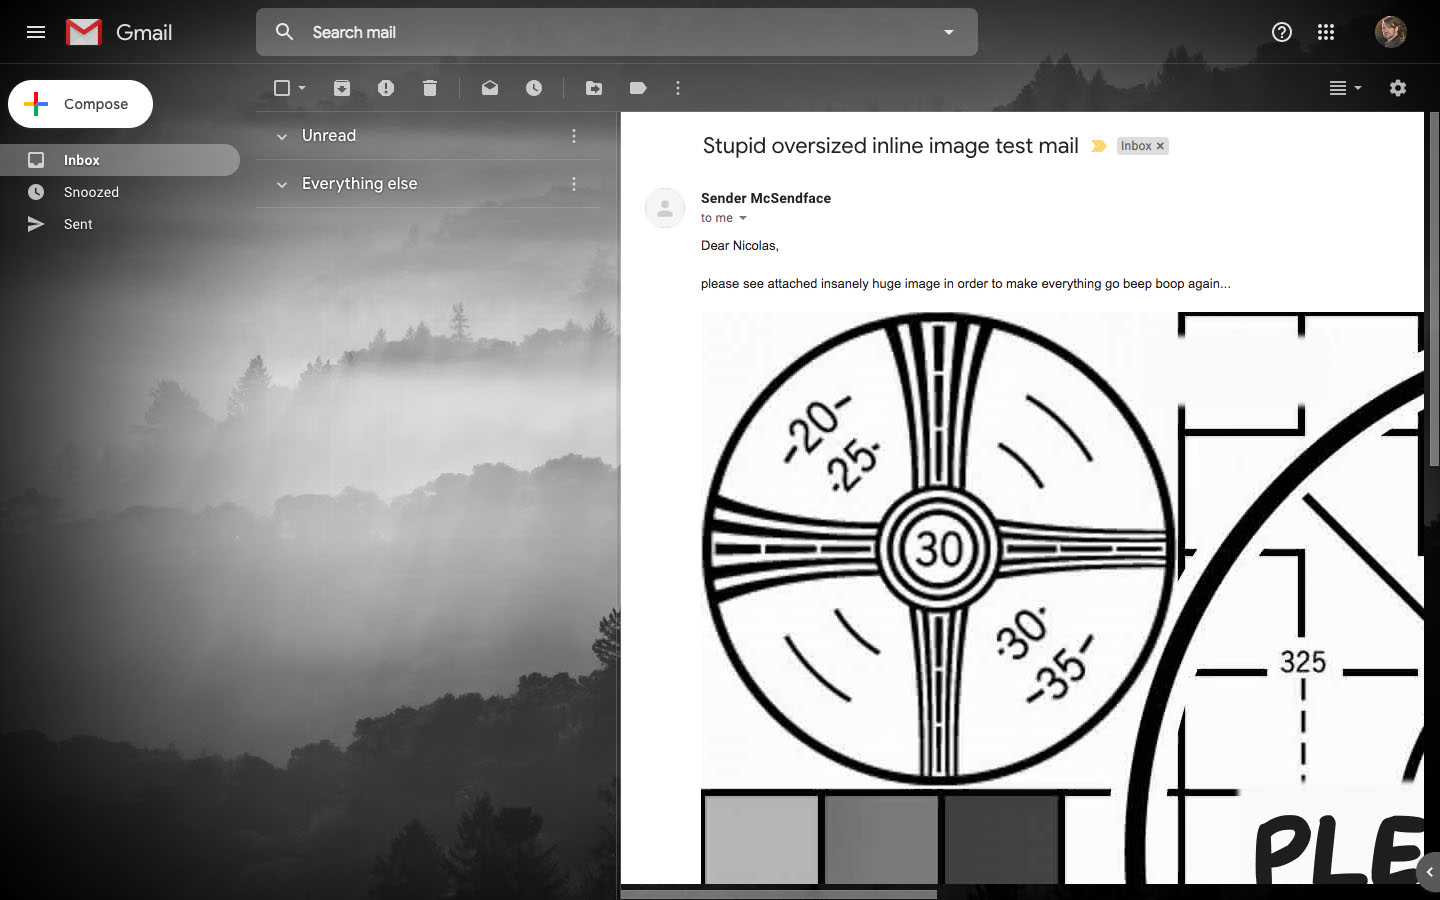 Gmail
Search mail
Compose
Inbox
Snoozed
Sent
Unread
Everything else
Stupid oversized inline image test mail
Inbox ×
Sender McSendface
to me
Dear Nicolas,
please see attached insanely huge image in order to make everything go beep boop again...
-20-
·25·
30
·30·
-35-
325
PLE